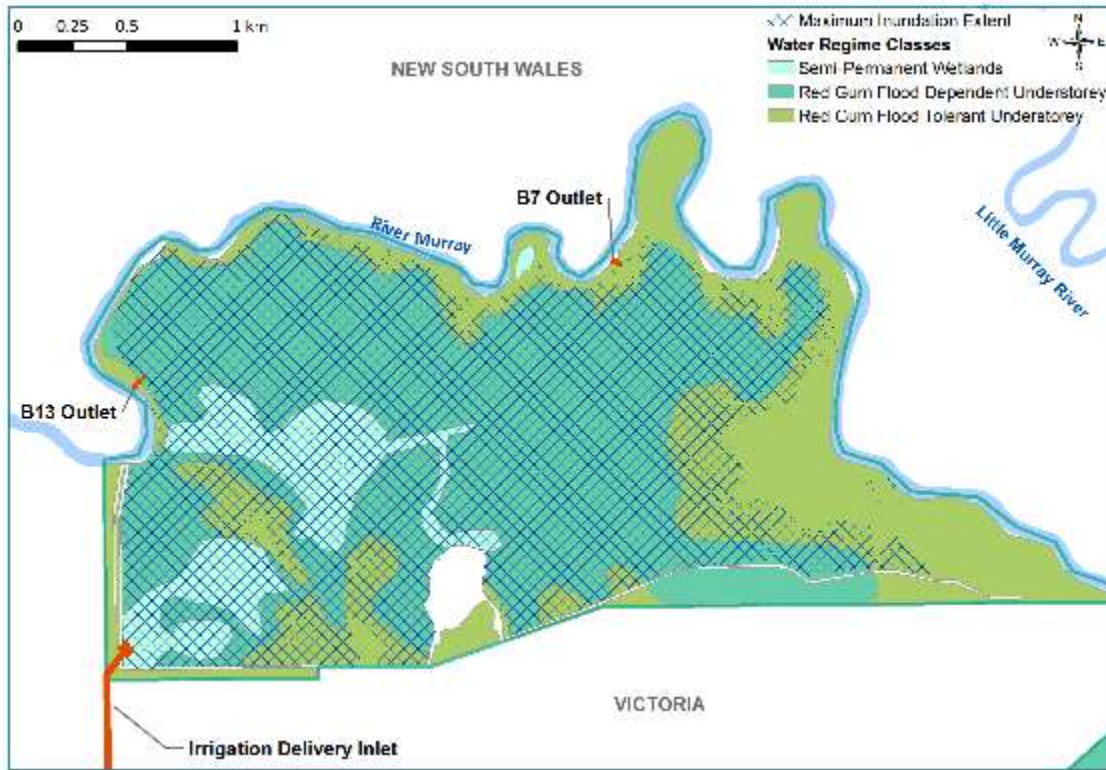 0 0.25 0.5 1 km
Maximum Inundation Extent
N
W E
S
Water Regime Classes
Semi-Permanent Wetlands
Red Gum Flood Dependent Understorey
Red Gum Flood Tolerant Understorey
NEW SOUTH WALES
B7 Outlet
River Murray
Little Murray River
B13 Outlet
VICTORIA
Irrigation Delivery Inlet